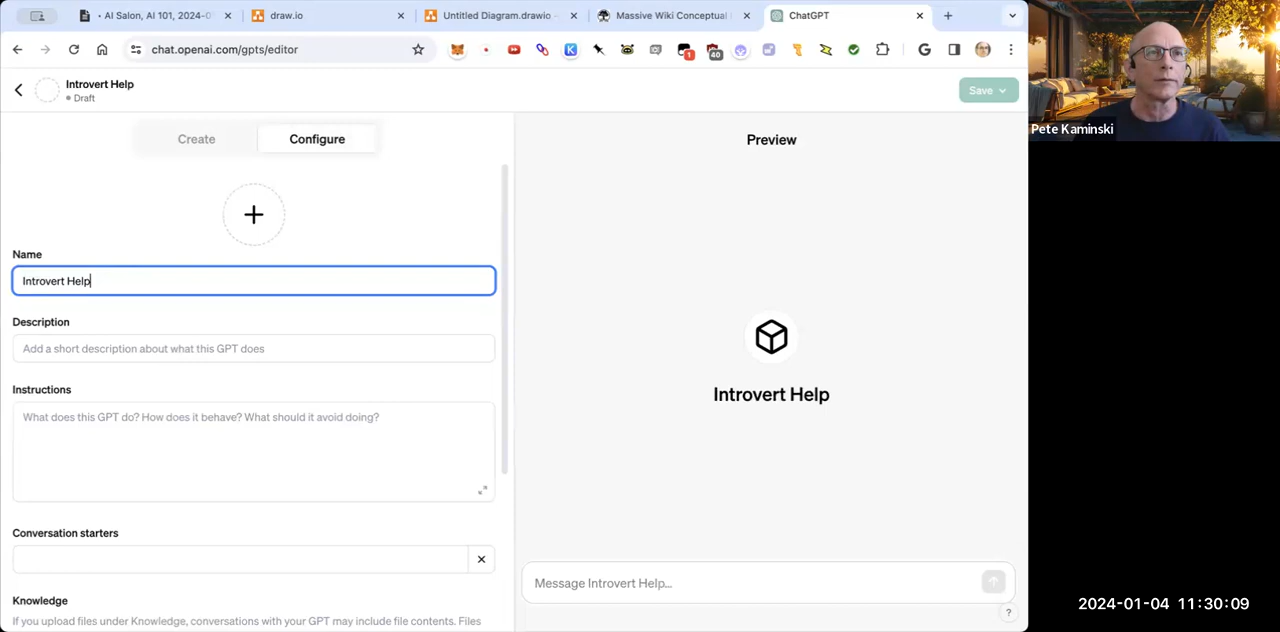 • AI Salon, AI 101, 2024-0
draw.io
Untitled Diagram.drawio
Massive Wiki Conceptual
ChatGPT
chat.openai.com/gpts/editor
1
40
Introvert Help
Draft
Save
Create
Configure
Preview
Name
Introvert Help
Description
Add a short description about what this GPT does
Instructions
What does this GPT do? How does it behave? What should it avoid doing?
Introvert Help
Conversation starters
Message Introvert Help...
Knowledge
If you upload files under Knowledge, conversations with your GPT may include file contents. Files
?
Pete Kaminski
2024-01-04 11:30:09